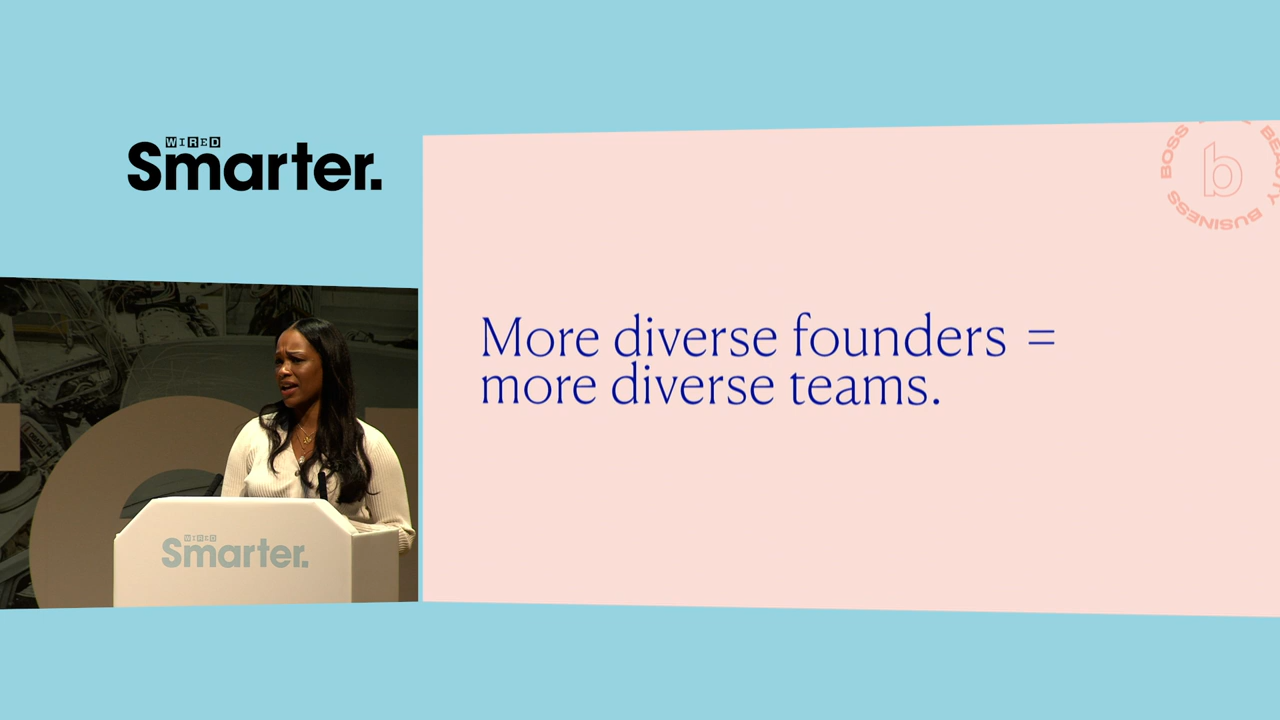 WIRED
Smarter.
BOSS
BEAUTY BUSINESS
b
More diverse founders =
more diverse teams.
WIRED
Smarter.